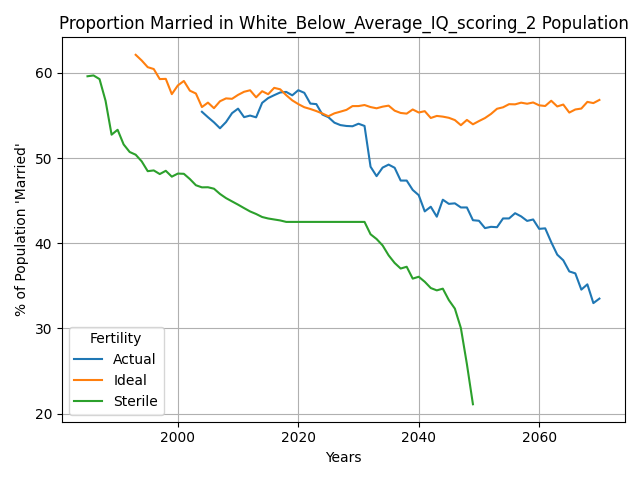 Proportion Married in White_Below_Average_IQ_scoring_2 Population
% of Population 'Married'
60
50
40
30
20
Fertility
Actual
Ideal
Sterile
2000
2020
2040
2060
Years